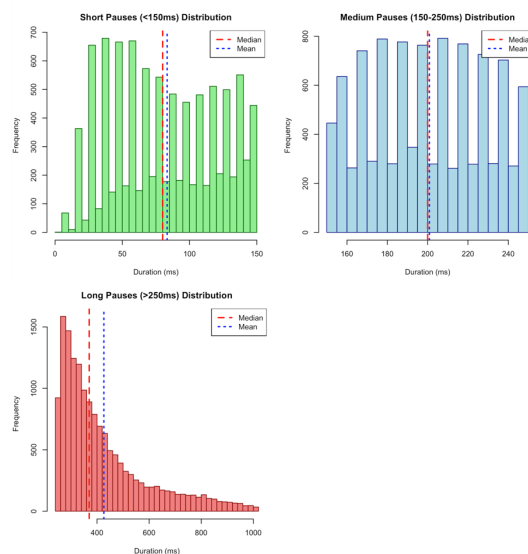 Short Pauses (<150ms) Distribution
Median
Mean
Frequency
700
600
500
400
300
200
100
0
0 50 100 150
Duration (ms)
Medium Pauses (150-250ms) Distribution
Median
Mean
Frequency
800
600
400
200
0
160 180 200 220 240
Duration (ms)
Long Pauses (>250ms) Distribution
Median
Mean
Frequency
1500
1000
500
0
400 600 800 1000
Duration (ms)